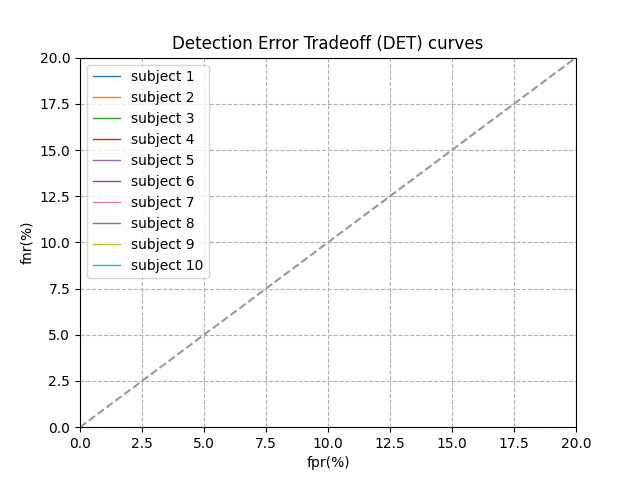 Detection Error Tradeoff (DET) curves
20.0
17.5
15.0
12.5
10.0
7.5
5.0
2.5
0.0
fnr(%)
subject 1
subject 2
subject 3
subject 4
subject 5
subject 6
subject 7
subject 8
subject 9
subject 10
0.0 2.5 5.0 7.5 10.0 12.5 15.0 17.5 20.0
fpr(%)